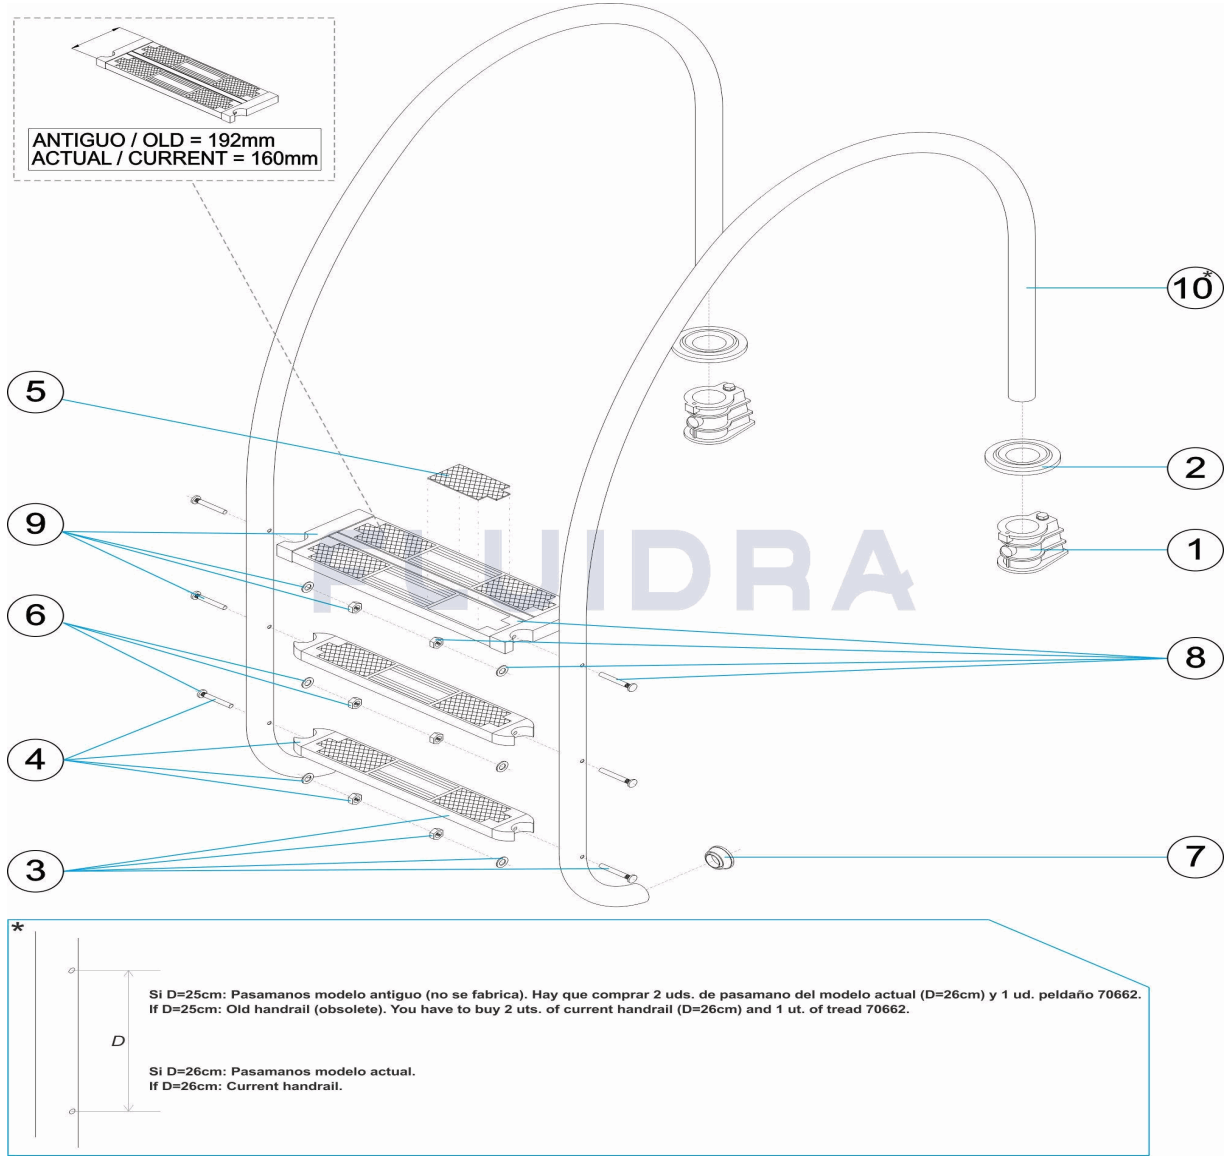 ANTIGUO / OLD = 192mm
ACTUAL / CURRENT = 160mm
10*
5
2
9
1
FLUIDRA
6
8
4
7
3
*
Si D=25cm: Pasamanos modelo antiguo (no se fabrica). Hay que comprar 2 uds. de pasamano del modelo actual (D=26cm) y 1 ud. peldaño 70662.
If D=25cm: Old handrail (obsolete). You have to buy 2 uts. of current handrail (D=26cm) and 1 ut. of tread 70662.
D
Si D=26cm: Pasamanos modelo actual.
If D=26cm: Current handrail.